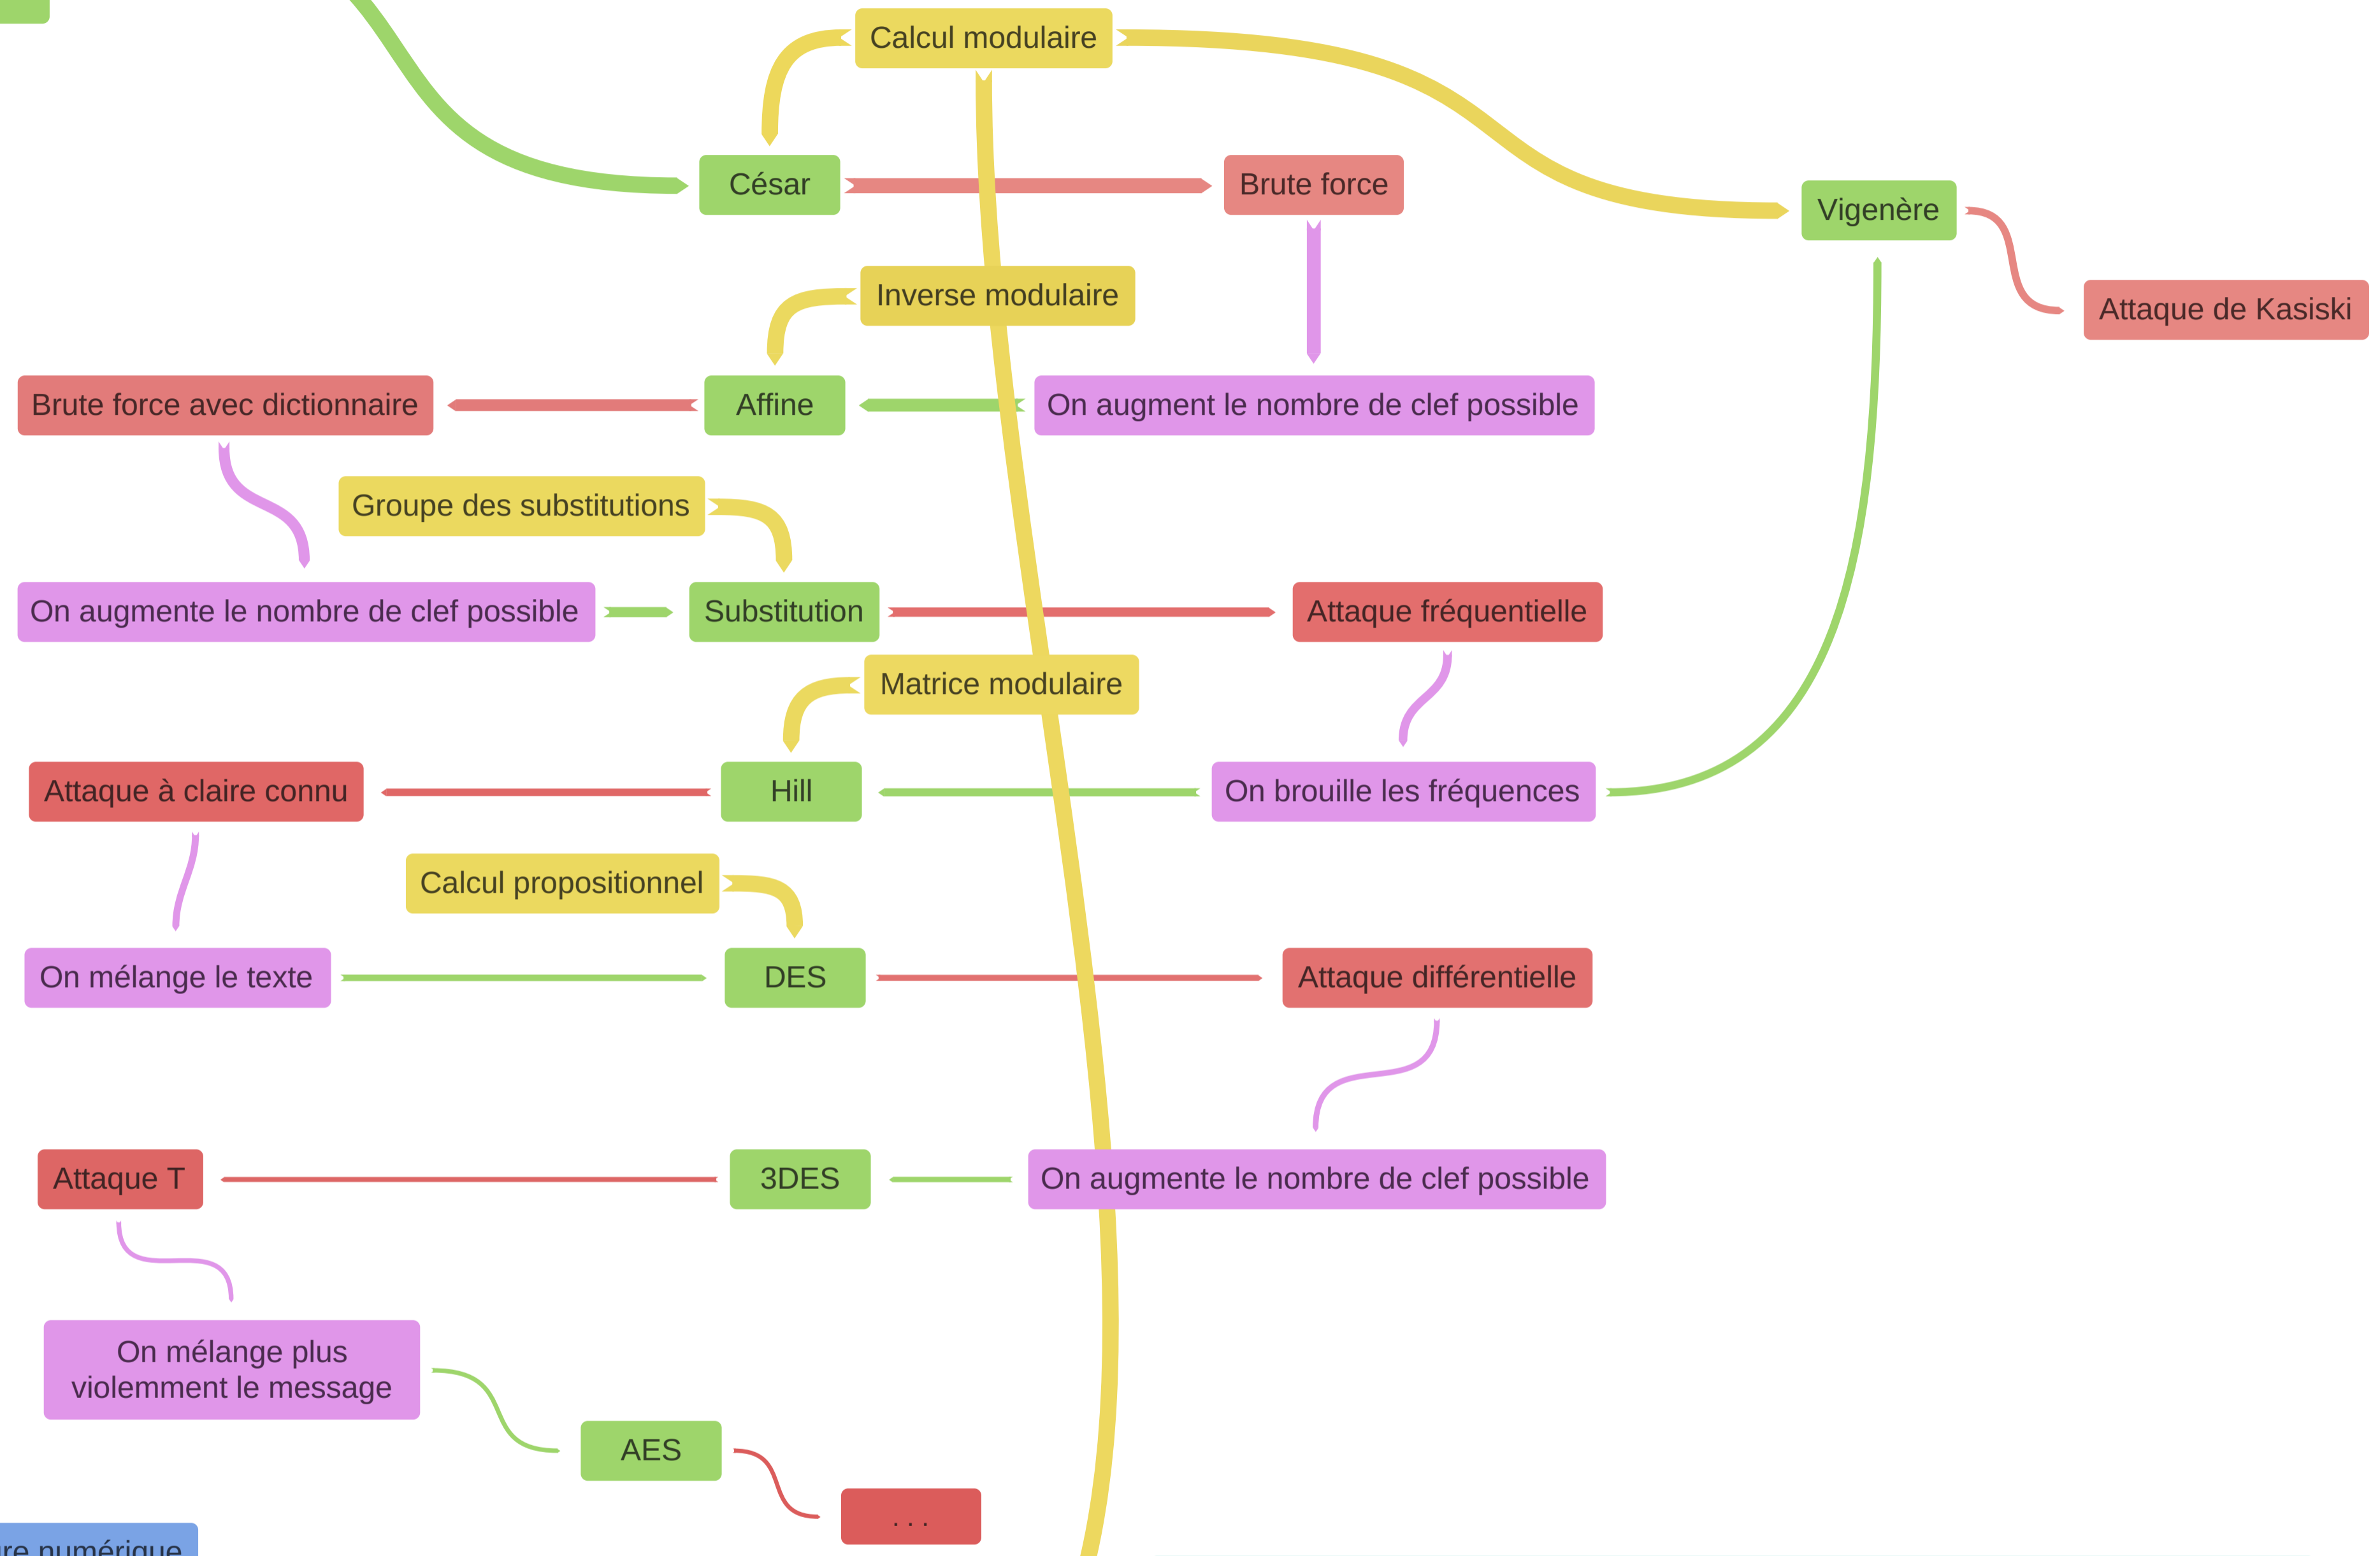 Calcul modulaire
César
Brute force
Vigenère
Inverse modulaire
Attaque de Kasiski
Brute force avec dictionnaire
Affine
On augment le nombre de clef possible
Groupe des substitutions
On augmente le nombre de clef possible
Substitution
Attaque fréquentielle
Matrice modulaire
Attaque à claire connu
Hill
On brouille les fréquences
Calcul propositionnel
On mélange le texte
DES
Attaque différentielle
Attaque T
3DES
On augmente le nombre de clef possible
On mélange plus
violemment le message
AES
. . .
numérique